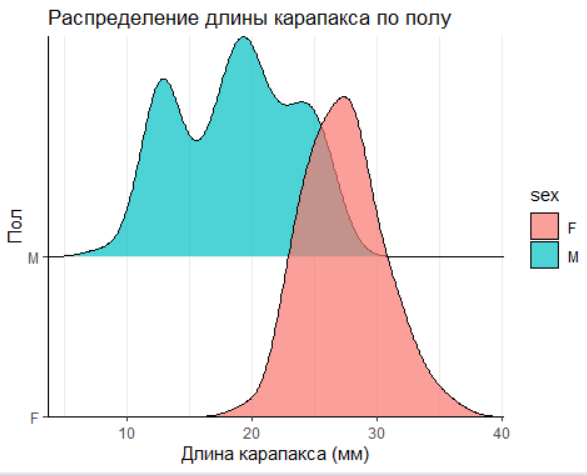 Распределение длины карапакса по полу
Пол
M
F
10 20 30 40
Длина карапакса (мм)
sex
F
M